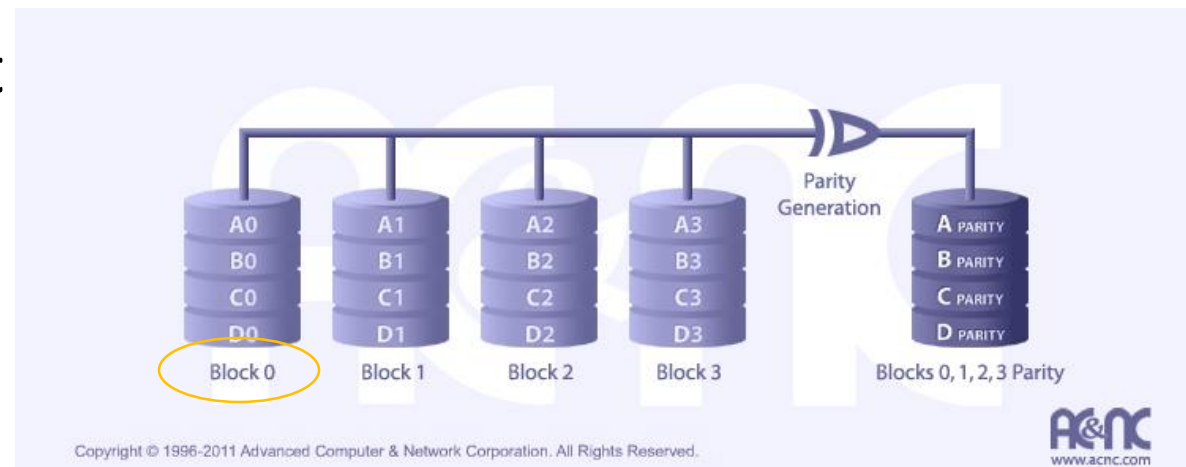 Parity
Generation
A0 A1 A2 A3 A PARITY
B0 B1 B2 B3 B PARITY
C0 C1 C2 C3 C PARITY
D0 D1 D2 D3 D PARITY
Block 0 Block 1 Block 2 Block 3 Blocks 0, 1, 2, 3 Parity
AC&NC
www.acnc.com
Copyright © 1996-2011 Advanced Computer & Network Corporation. All Rights Reserved.